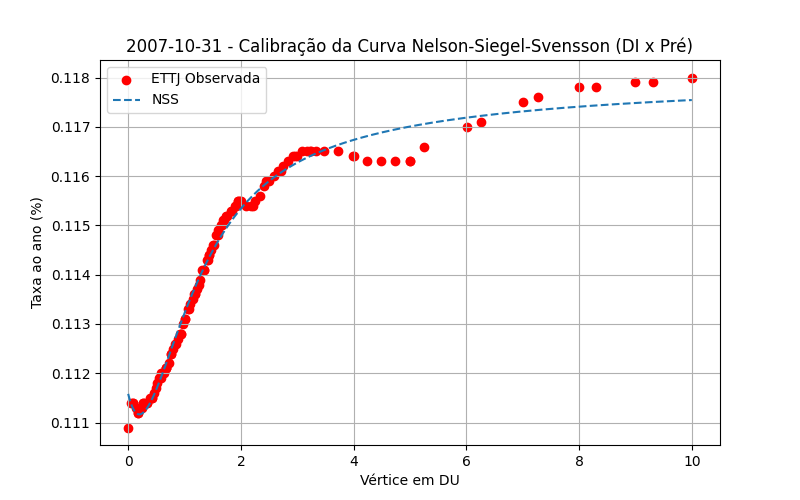 2007-10-31 - Calibração da Curva Nelson-Siegel-Svensson (DI x Pré)
ETTJ Observada
NSS
0.118
0.117
0.116
0.115
0.114
0.113
0.112
0.111
Taxa ao ano (%)
0 2 4 6 8 10
Vértice em DU